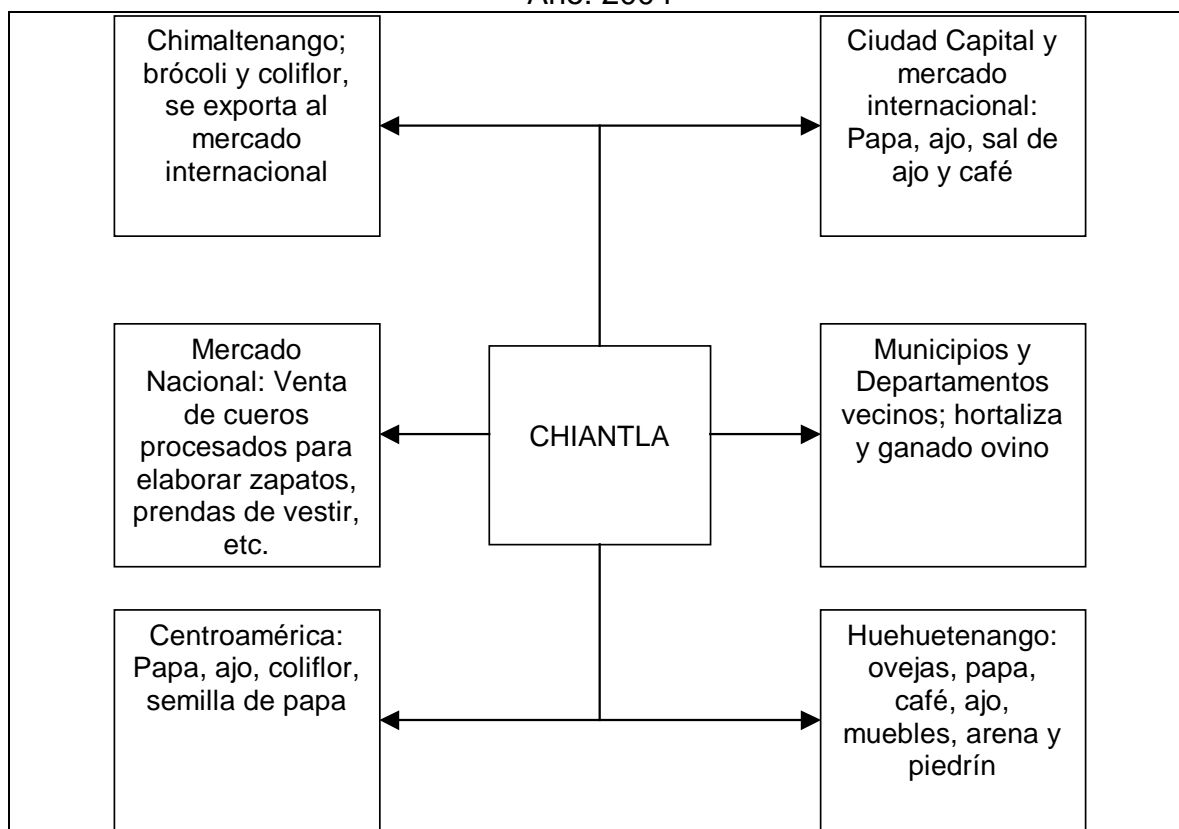 Chimaltenango;
brócoli y coliflor,
se exporta al
mercado
internacional
Ciudad Capital y
mercado
internacional:
Papa, ajo, sal de
ajo y café
Mercado
Nacional: Venta
de cueros
procesados para
elaborar zapatos,
prendas de vestir,
etc.
CHIANTLA
Municipios y
Departamentos
vecinos; hortaliza
y ganado ovino
Centroamérica:
Papa, ajo, coliflor,
semilla de papa
Huehuetenango:
ovejas, papa,
café, ajo,
muebles, arena y
piedrín